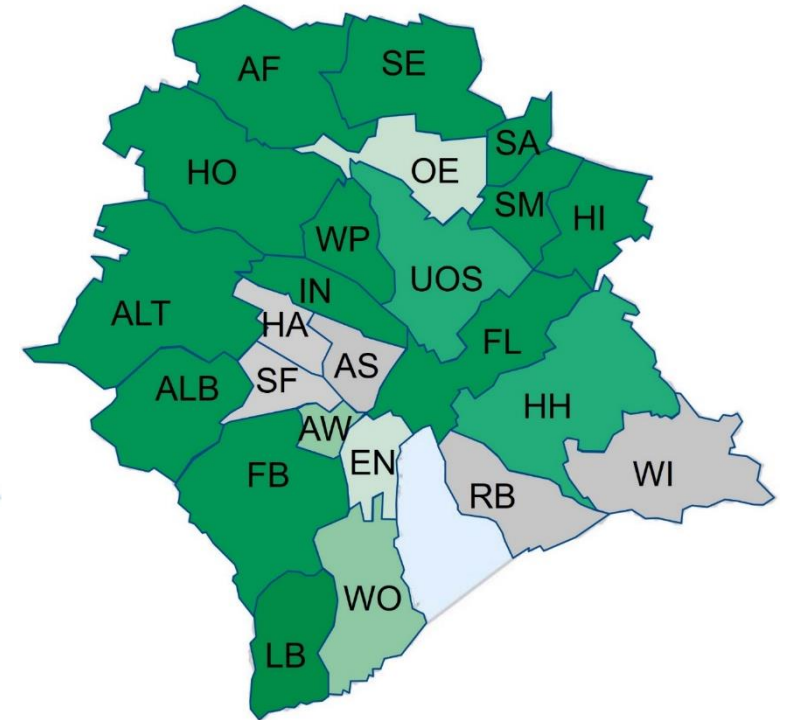 AF
SE
SA
OE
HO
SM
HI
WP
UOS
IN
ALT
HA
FL
AS
SF
ALB
HH
AW
EN
FB
WI
RB
WO
LB